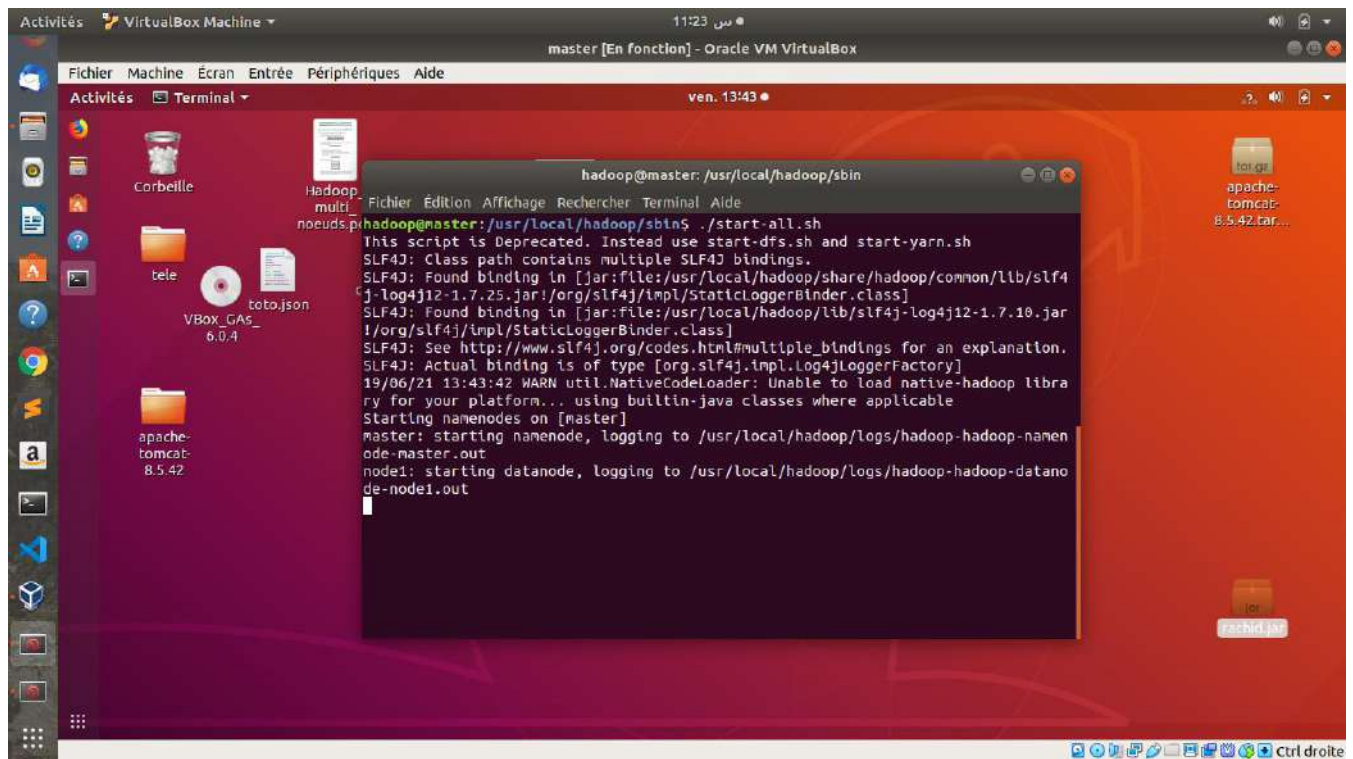 Activités VirtualBox Machine
11:23 س
master [En fonction] - Oracle VM VirtualBox
Fichier Machine Écran Entrée Périphériques Aide
Activités Terminal
ven. 13:43
Corbeille
Hadoop_
multi_
noeuds.p
tele
toto.json
VBox_GAs_
6.0.4
apache-
tomcat-
8.5.42
tar.gz
apache-
tomcat-
8.5.42.tar...
jar
rachid.jar
hadoop@master: /usr/local/hadoop/sbin
Fichier Édition Affichage Rechercher Terminal Aide
hadoop@master:/usr/local/hadoop/sbin$ ./start-all.sh
This script is Deprecated. Instead use start-dfs.sh and start-yarn.sh
SLF4J: Class path contains multiple SLF4J bindings.
SLF4J: Found binding in [jar:file:/usr/local/hadoop/share/hadoop/common/lib/slf4
j-log4j12-1.7.25.jar!/org/slf4j/impl/StaticLoggerBinder.class]
SLF4J: Found binding in [jar:file:/usr/local/hadoop/lib/slf4j-log4j12-1.7.10.jar
!/org/slf4j/impl/StaticLoggerBinder.class]
SLF4J: See http://www.slf4j.org/codes.html#multiple_bindings for an explanation.
SLF4J: Actual binding is of type [org.slf4j.impl.Log4jLoggerFactory]
19/06/21 13:43:42 WARN util.NativeCodeLoader: Unable to load native-hadoop libra
ry for your platform... using builtin-java classes where applicable
Starting namenodes on [master]
master: starting namenode, logging to /usr/local/hadoop/logs/hadoop-hadoop-namen
ode-master.out
node1: starting datanode, logging to /usr/local/hadoop/logs/hadoop-hadoop-datano
de-node1.out
Ctrl droite